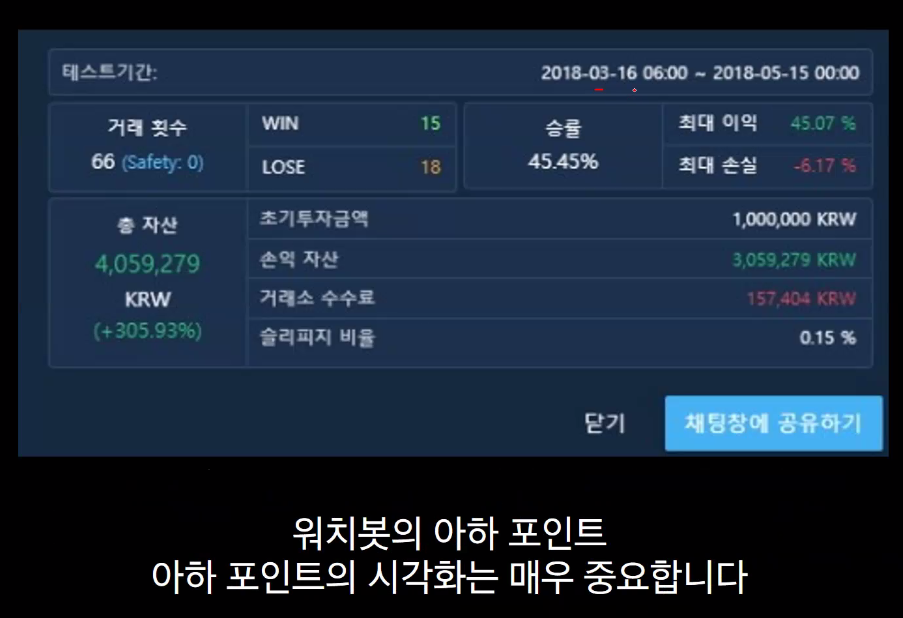 테스트기간: 2018-03-16 06:00 ~ 2018-05-15 00:00
거래 횟수
66 (Safety: 0)
WIN 15
LOSE 18
승률
45.45%
최대 이익 45.07 %
최대 손실 -6.17 %
총 자산
4,059,279
KRW
(+305.93%)
초기투자금액 1,000,000 KRW
손익 자산 3,059,279 KRW
거래소 수수료 157,404 KRW
슬리피지 비율 0.15 %
닫기 채팅창에 공유하기
워치봇의 아하 포인트
아하 포인트의 시각화는 매우 중요합니다